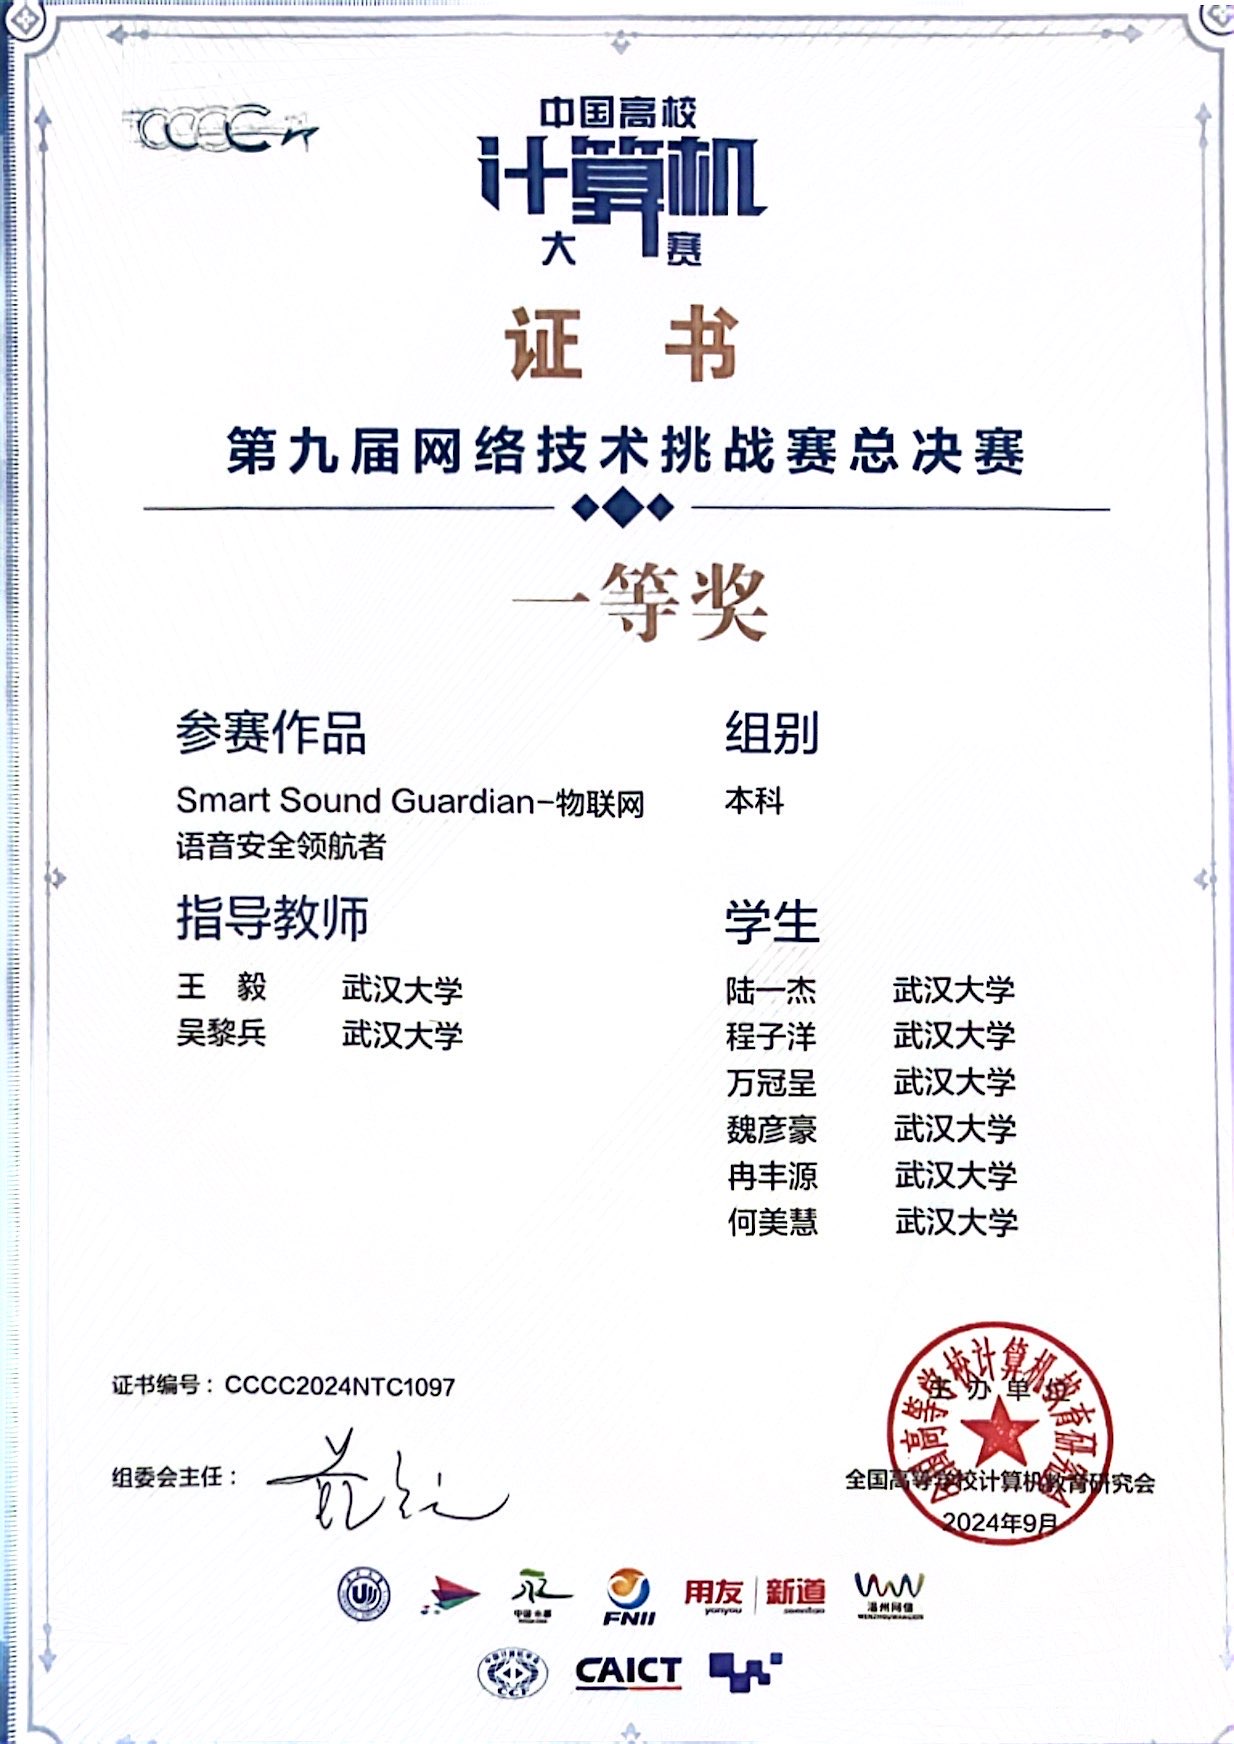 CCCC
中国高校
计算机
大赛
证书
第九届网络技术挑战赛总决赛
一等奖
参赛作品
Smart Sound Guardian-物联网
语音安全领航者
组别
本科
指导教师
王 毅 武汉大学
吴黎兵 武汉大学
学生
陆一杰 武汉大学
程子洋 武汉大学
万冠呈 武汉大学
魏彦豪 武汉大学
冉丰源 武汉大学
何美慧 武汉大学
证书编号：CCCC2024NTC1097
组委会主任：
主办单位
全国高等学校计算机教育研究会
2024年9月
全国高等学校计算机教育研究会
FNII
用友 新道
yonyou
温州网信
CCF
CAICT